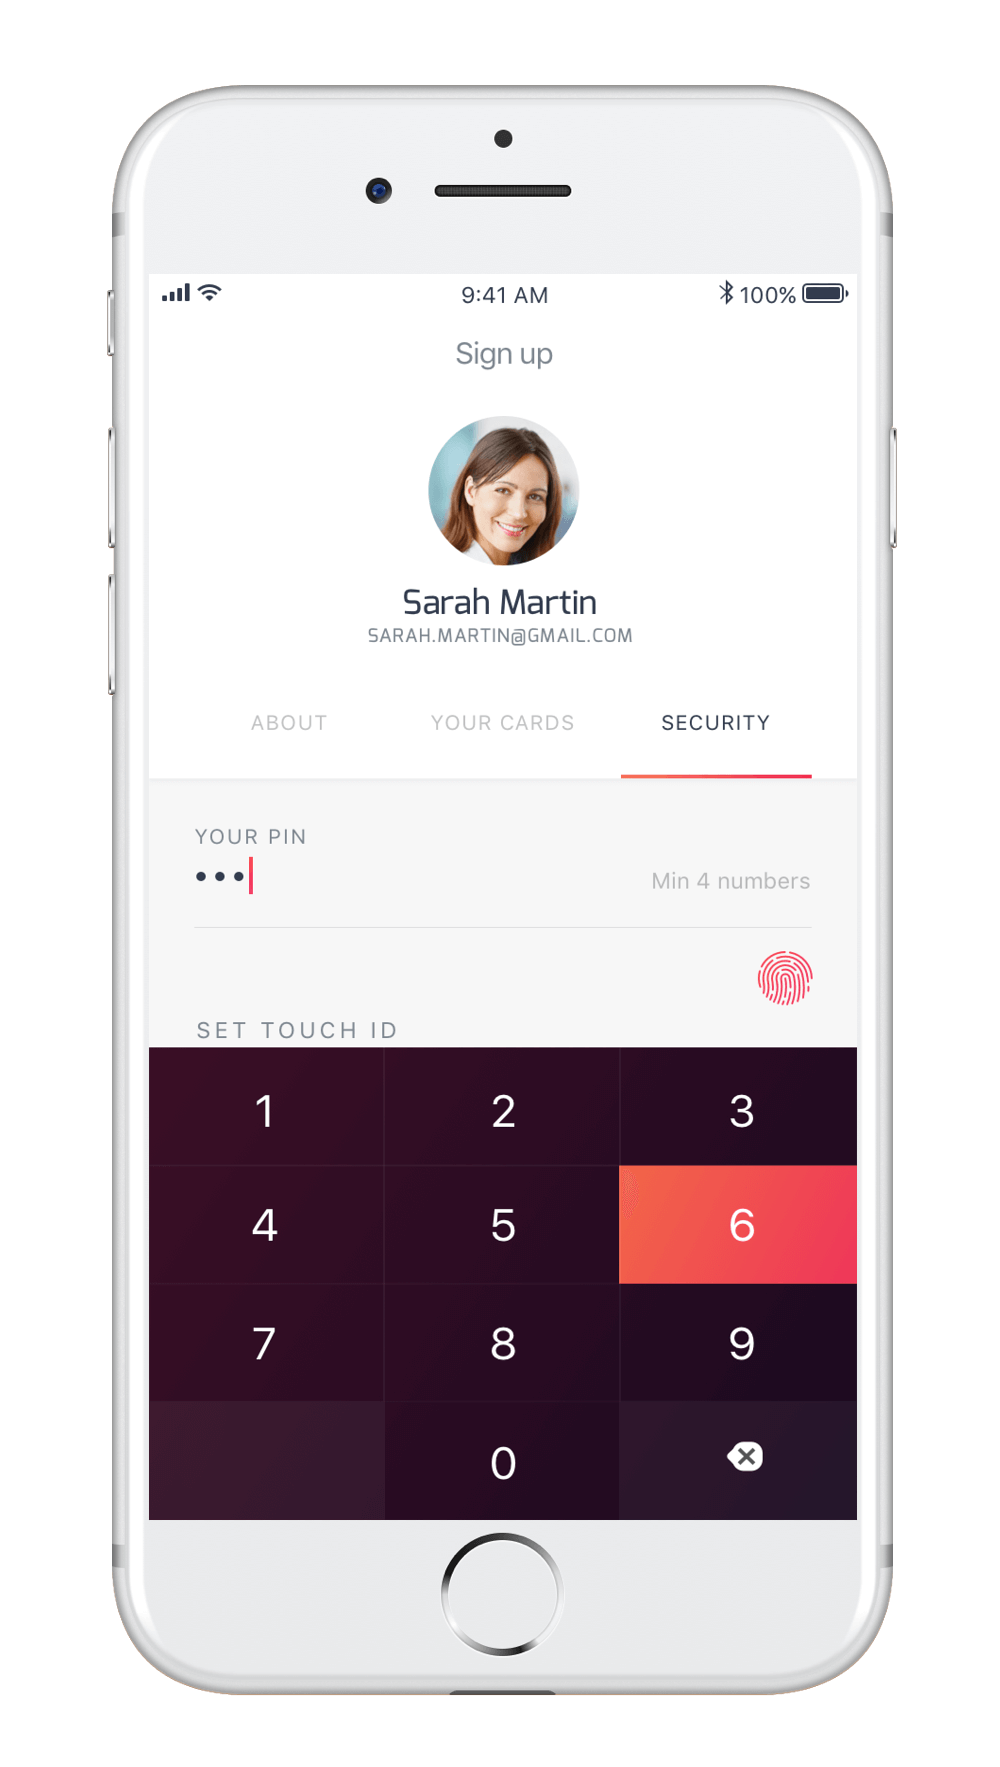 9:41 AM 100%
Sign up
Sarah Martin
SARAH.MARTIN@GMAIL.COM
ABOUT YOUR CARDS SECURITY
YOUR PIN
•••
Min 4 numbers
SET TOUCH ID
1 2 3
4 5 6
7 8 9
0